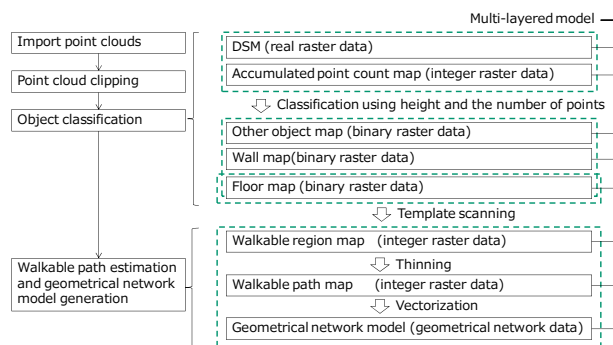 Multi-layered model
Import point clouds
Point cloud clipping
Object classification
Walkable path estimation
and geometrical network
model generation
DSM (real raster data)
Accumulated point count map (integer raster data)
Classification using height and the number of points
Other object map (binary raster data)
Wall map(binary raster data)
Floor map (binary raster data)
Template scanning
Walkable region map (integer raster data)
Thinning
Walkable path map (integer raster data)
Vectorization
Geometrical network model (geometrical network data)